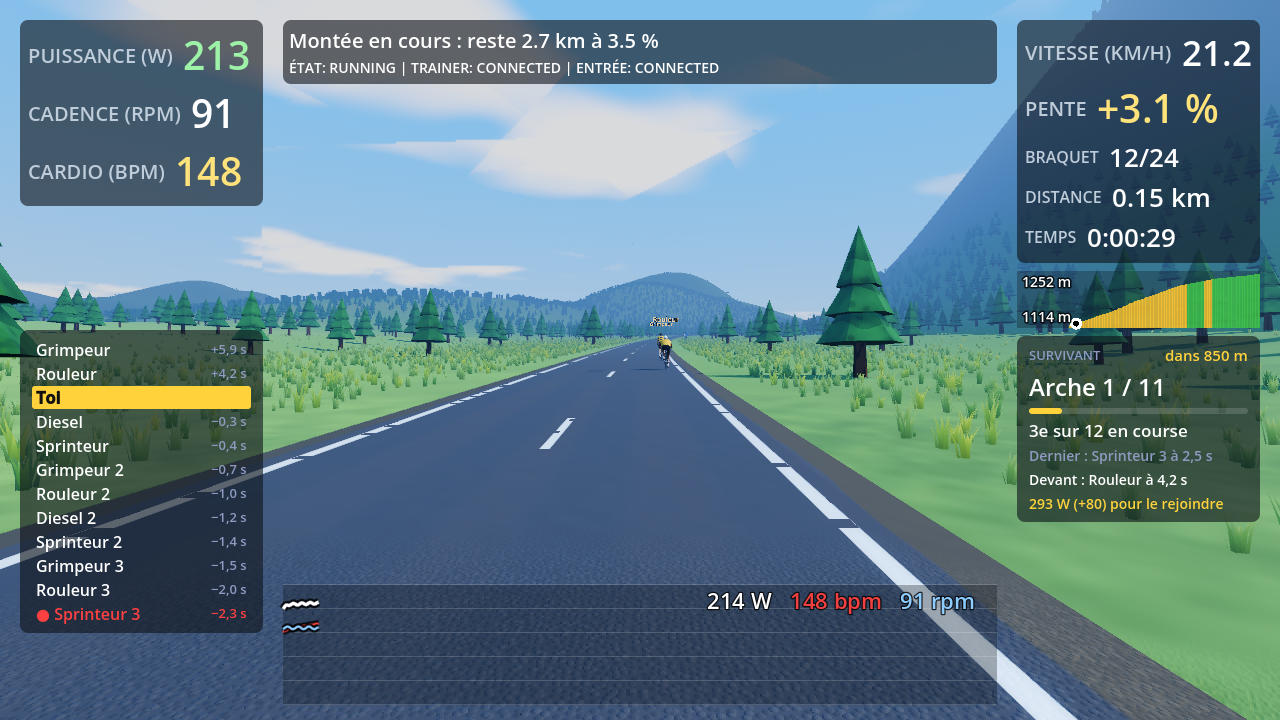 PUISSANCE (W) 213
CADENCE (RPM) 91
CARDIO (BPM) 148
Montée en cours : reste 2.7 km à 3.5 %
ÉTAT: RUNNING | TRAINER: CONNECTED | ENTRÉE: CONNECTED
VITESSE (KM/H) 21.2
PENTE +3.1 %
BRAQUET 12/24
DISTANCE 0.15 km
TEMPS 0:00:29
1252 m
1114 m
SURVIVANT dans 850 m
Arche 1 / 11
3e sur 12 en course
Dernier : Sprinteur 3 à 2,5 s
Devant : Rouleur à 4,2 s
293 W (+80) pour le rejoindre
Grimpeur +5,9 s
Rouleur +4,2 s
Toi
Diesel −0,3 s
Sprinteur −0,4 s
Grimpeur 2 −0,7 s
Rouleur 2 −1,0 s
Diesel 2 −1,2 s
Sprinteur 2 −1,4 s
Grimpeur 3 −1,5 s
Rouleur 3 −2,0 s
Sprinteur 3 −2,3 s
214 W 148 bpm 91 rpm